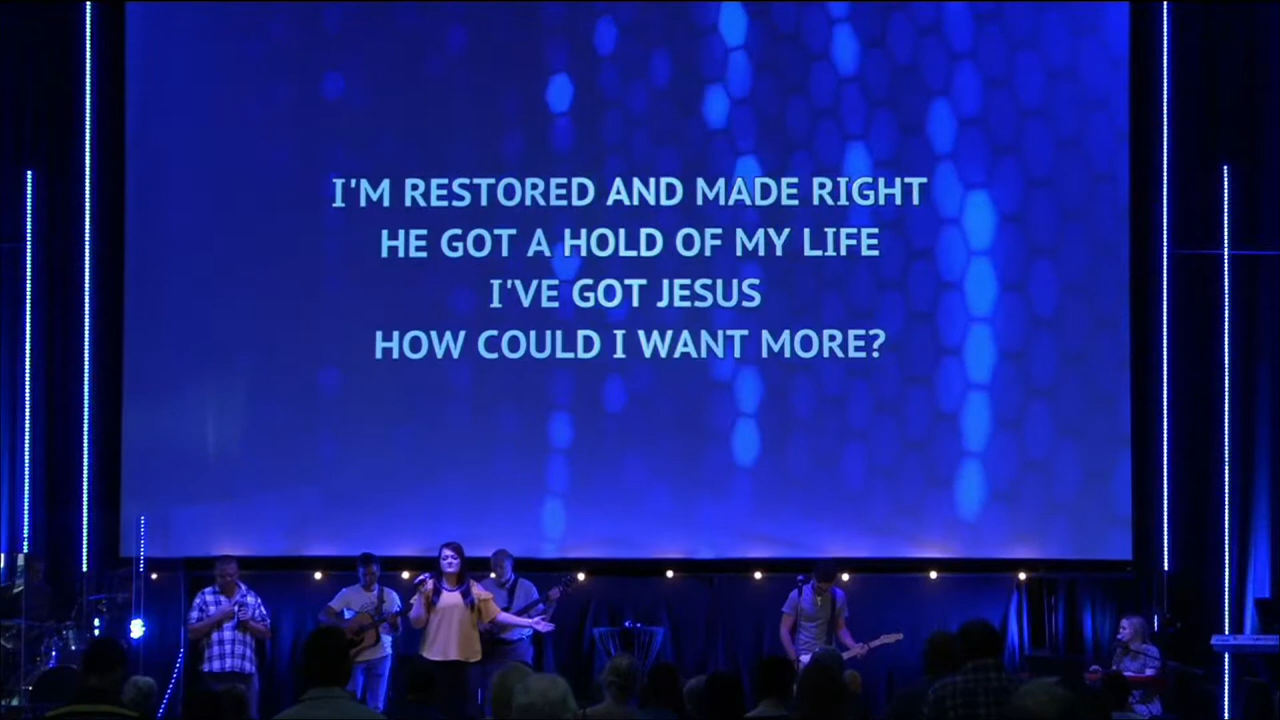 I'M RESTORED AND MADE RIGHT
HE GOT A HOLD OF MY LIFE
I'VE GOT JESUS
HOW COULD I WANT MORE?